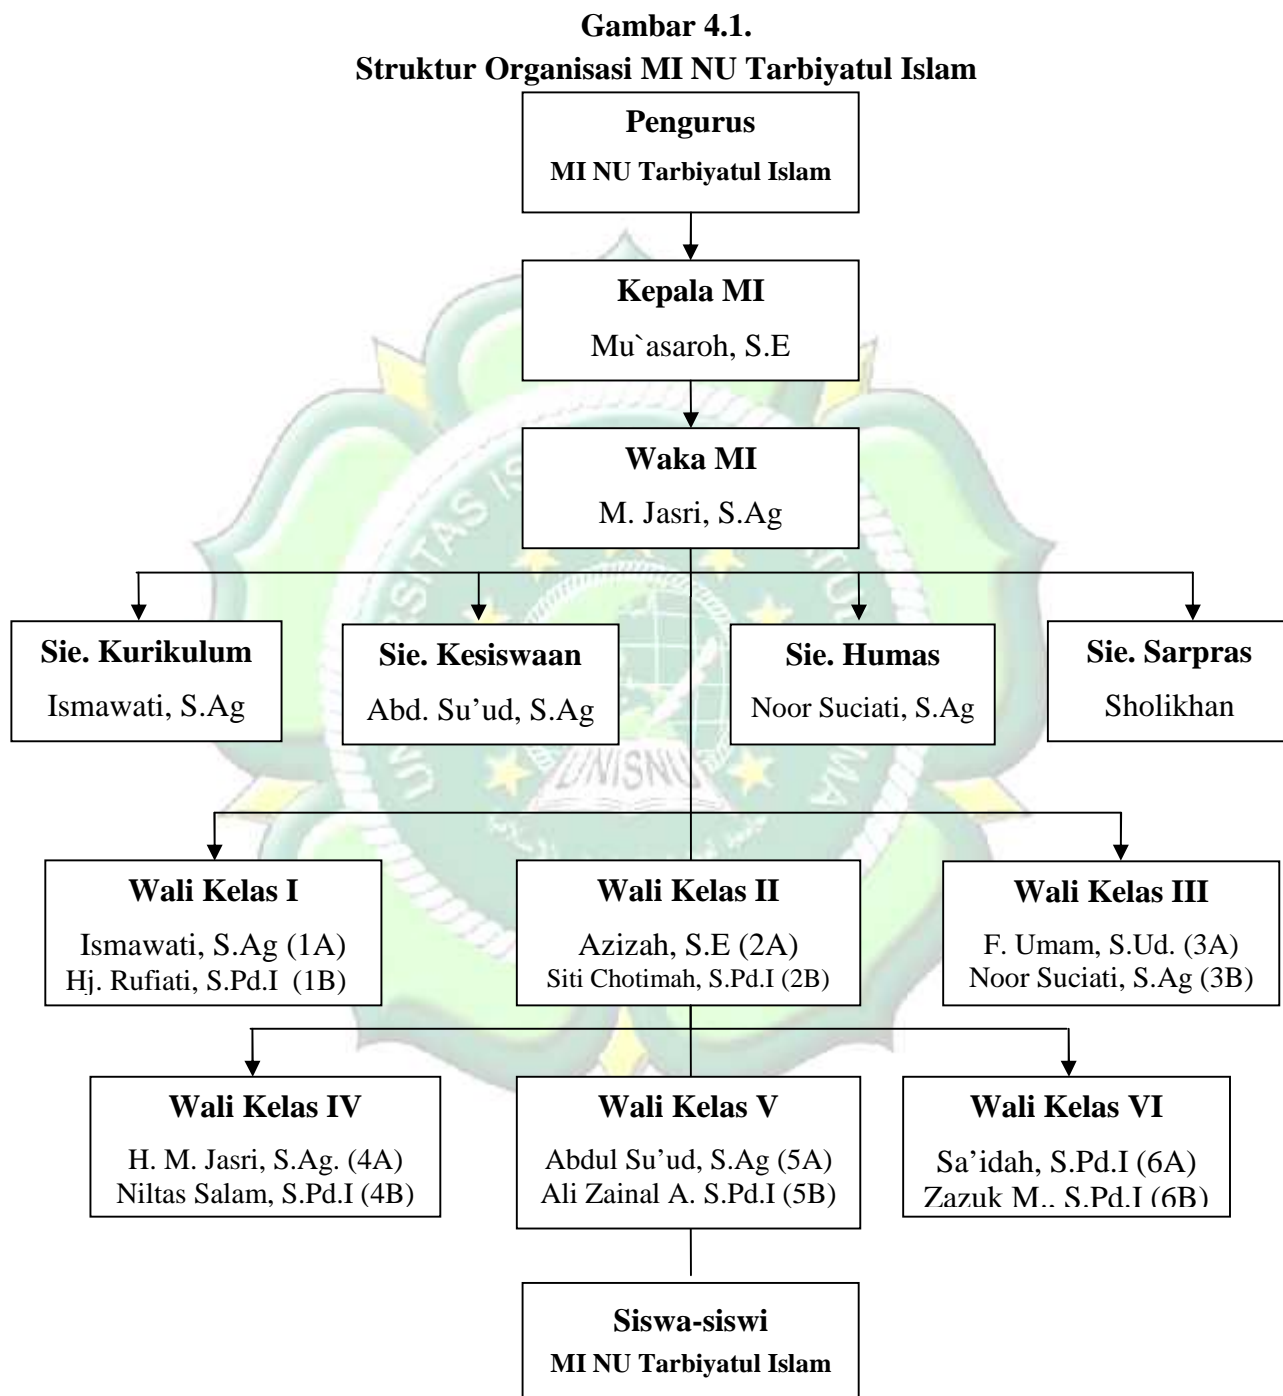 Gambar 4.1.
Struktur Organisasi MI NU Tarbiyatul Islam
Pengurus
MI NU Tarbiyatul Islam
Kepala MI
Mu`asaroh, S.E
Waka MI
M. Jasri, S.Ag
Sie. Kurikulum
Ismawati, S.Ag
Sie. Kesiswaan
Abd. Su’ud, S.Ag
Sie. Humas
Noor Suciati, S.Ag
Sie. Sarpras
Sholikhan
UNISNU
Wali Kelas I
Ismawati, S.Ag (1A)
Hj. Rufiati, S.Pd.I (1B)
Wali Kelas II
Azizah, S.E (2A)
Siti Chotimah, S.Pd.I (2B)
Wali Kelas III
F. Umam, S.Ud. (3A)
Noor Suciati, S.Ag (3B)
Wali Kelas IV
H. M. Jasri, S.Ag. (4A)
Niltas Salam, S.Pd.I (4B)
Wali Kelas V
Abdul Su’ud, S.Ag (5A)
Ali Zainal A. S.Pd.I (5B)
Wali Kelas VI
Sa’idah, S.Pd.I (6A)
Zazuk M., S.Pd.I (6B)
Siswa-siswi
MI NU Tarbiyatul Islam